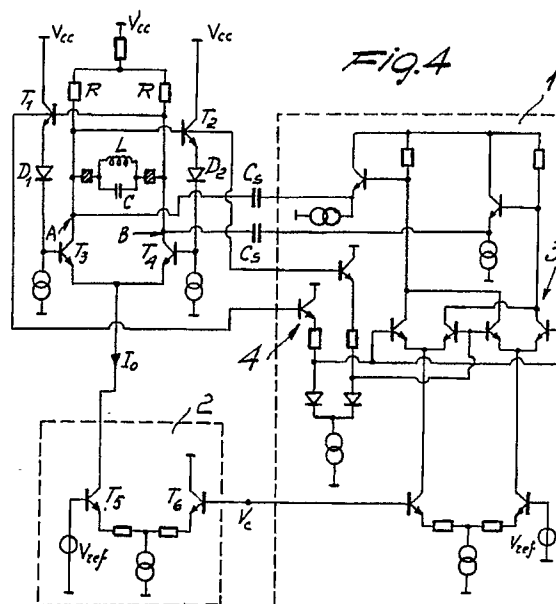 Fig.4
Vcc
Vcc
Vcc
1
R
R
T1
T2
L
C
D1
D2
Cs
A
B
Cs
T3
T4
3
4
I0
2
T5
T6
Vc
Vref
Vref